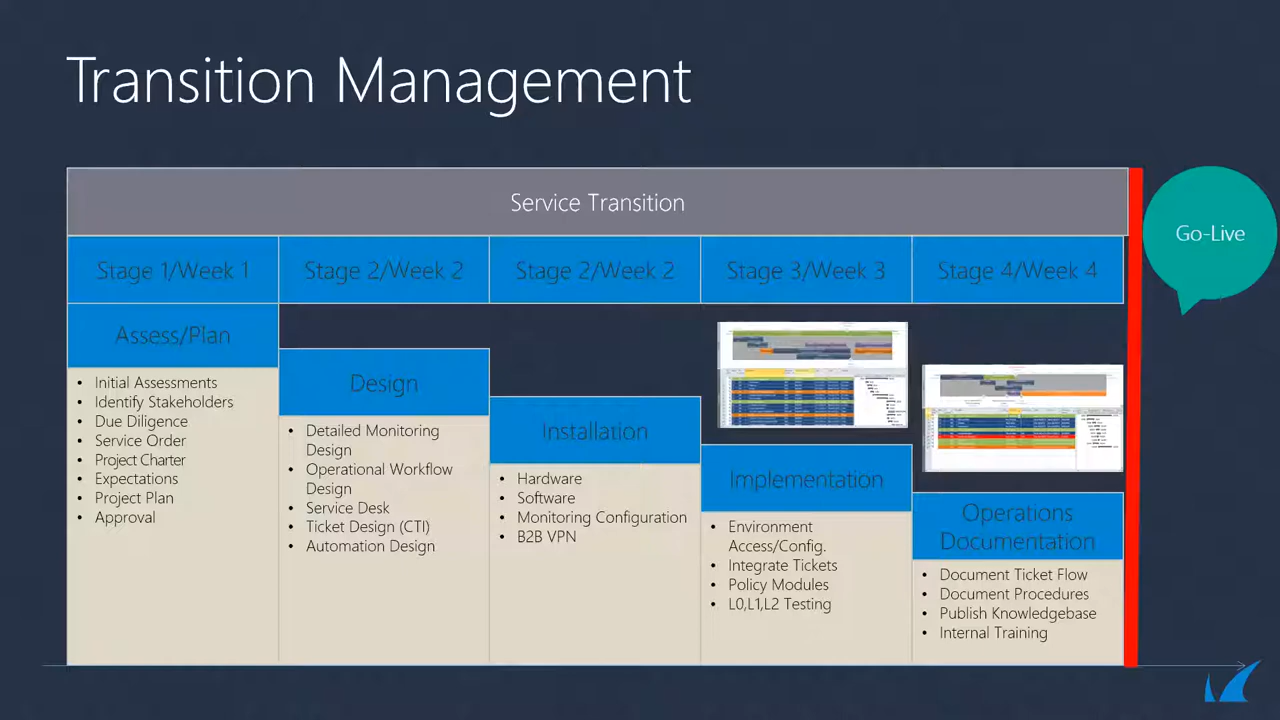 Transition Management
Service Transition
Go-Live
Stage 1/Week 1
Stage 2/Week 2
Stage 2/Week 2
Stage 3/Week 3
Stage 4/Week 4
Assess/Plan
• Initial Assessments
• Identify Stakeholders
• Due Diligence
• Service Order
• Project Charter
• Expectations
• Project Plan
• Approval
Design
• Detailed Monitoring
Design
• Operational Workflow
Design
• Service Desk
• Ticket Design (CTI)
• Automation Design
Installation
• Hardware
• Software
• Monitoring Configuration
• B2B VPN
Implementation
• Environment
Access/Config.
• Integrate Tickets
• Policy Modules
• L0,L1,L2 Testing
Operations
Documentation
• Document Ticket Flow
• Document Procedures
• Publish Knowledgebase
• Internal Training